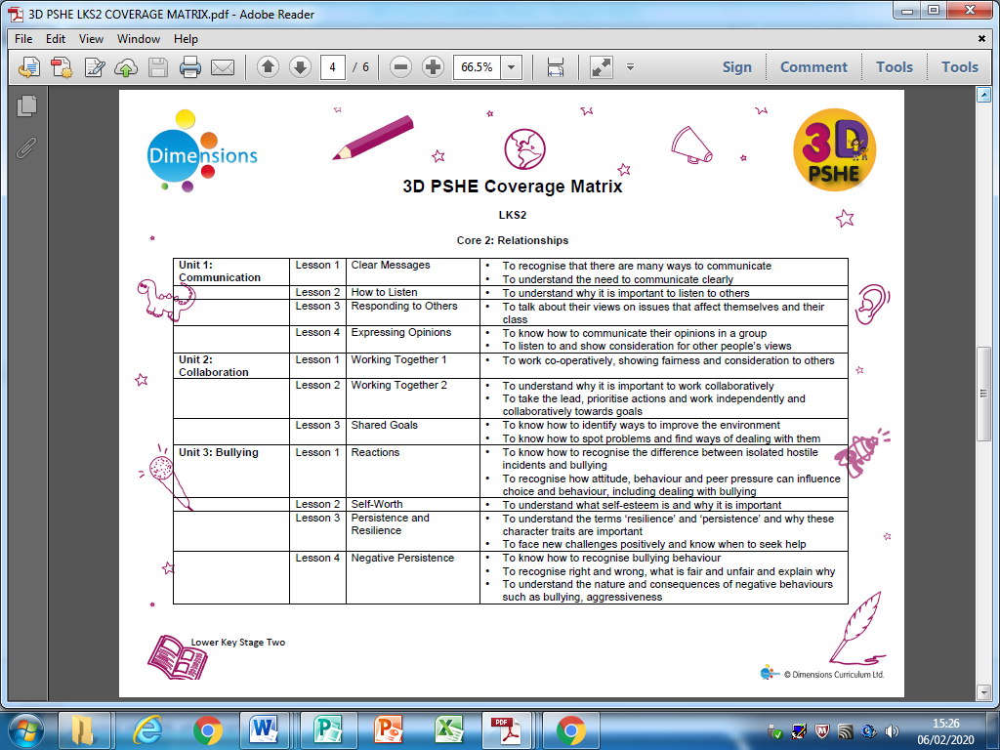 3D PSHE LKS2 COVERAGE MATRIX.pdf - Adobe Reader
File Edit View Window Help
4 / 6 66.5% Sign Comment Tools Tools
Dimensions
3D
PSHE
3D PSHE Coverage Matrix
LKS2
Core 2: Relationships
Unit 1: Lesson 1 Clear Messages • To recognise that there are many ways to communicate
Communication • To understand the need to communicate clearly
Lesson 2 How to Listen • To understand why it is important to listen to others
Lesson 3 Responding to Others • To talk about their views on issues that affect themselves and their
class
Lesson 4 Expressing Opinions • To know how to communicate their opinions in a group
• To listen to and show consideration for other people's views
Unit 2: Lesson 1 Working Together 1 • To work co-operatively, showing fairness and consideration to others
Collaboration
Lesson 2 Working Together 2 • To understand why it is important to work collaboratively
• To take the lead, prioritise actions and work independently and
collaboratively towards goals
Lesson 3 Shared Goals • To know how to identify ways to improve the environment
• To know how to spot problems and find ways of dealing with them
Unit 3: Bullying Lesson 1 Reactions • To know how to recognise the difference between isolated hostile
incidents and bullying
• To recognise how attitude, behaviour and peer pressure can influence
choice and behaviour, including dealing with bullying
Lesson 2 Self-Worth • To understand what self-esteem is and why it is important
Lesson 3 Persistence and • To understand the terms 'resilience' and 'persistence' and why these
Resilience character traits are important
• To face new challenges positively and know when to seek help
Lesson 4 Negative Persistence • To know how to recognise bullying behaviour
• To recognise right and wrong, what is fair and unfair and explain why
• To understand the nature and consequences of negative behaviours
such as bullying, aggressiveness
Lower Key Stage Two
© Dimensions Curriculum Ltd.
PDF
15:26
06/02/2020